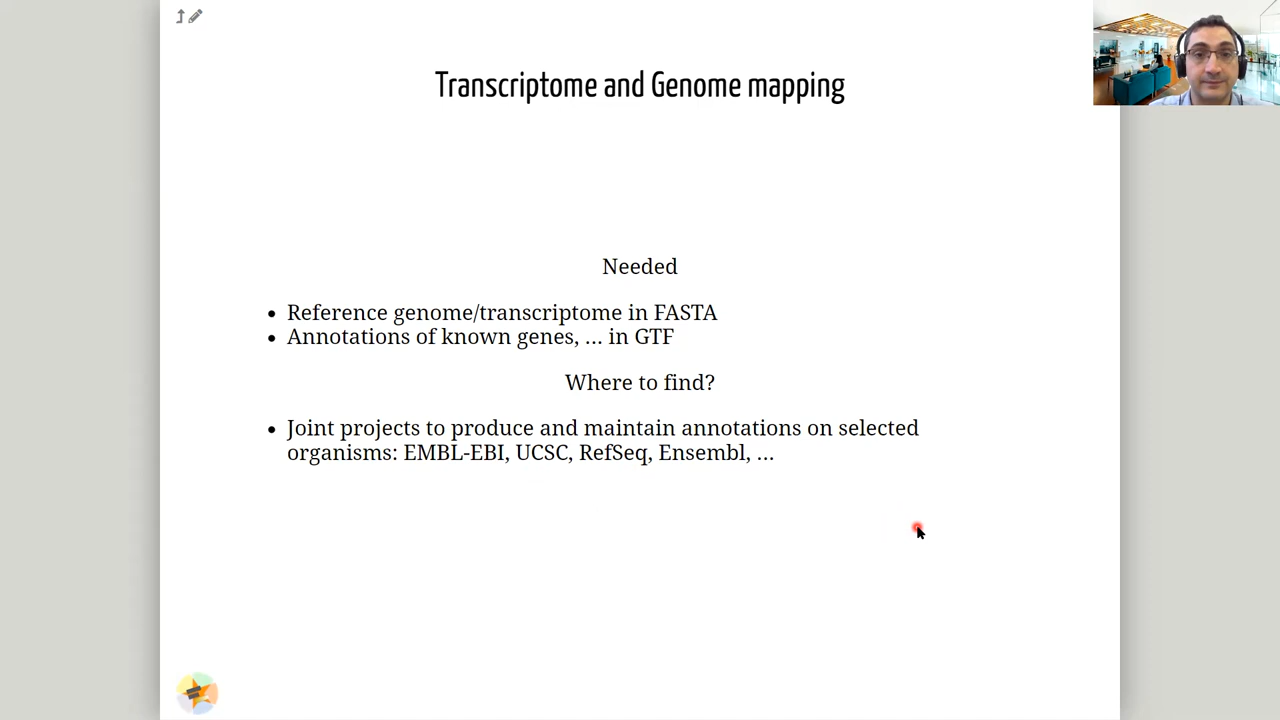 Transcriptome and Genome mapping
Needed
Reference genome/transcriptome in FASTA
Annotations of known genes, ... in GTF
Where to find?
Joint projects to produce and maintain annotations on selected
organisms: EMBL-EBI, UCSC, RefSeq, Ensembl, ...